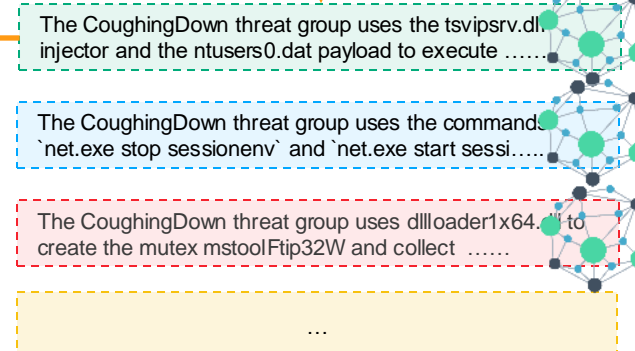 The CoughingDown threat group uses the tsvipsrv.dll
injector and the ntusers0.dat payload to execute ……
The CoughingDown threat group uses the commands
`net.exe stop sessionenv` and `net.exe start sessi…..
The CoughingDown threat group uses dllloader1x64.dll to
create the mutex mstoolFtip32W and collect ……
…